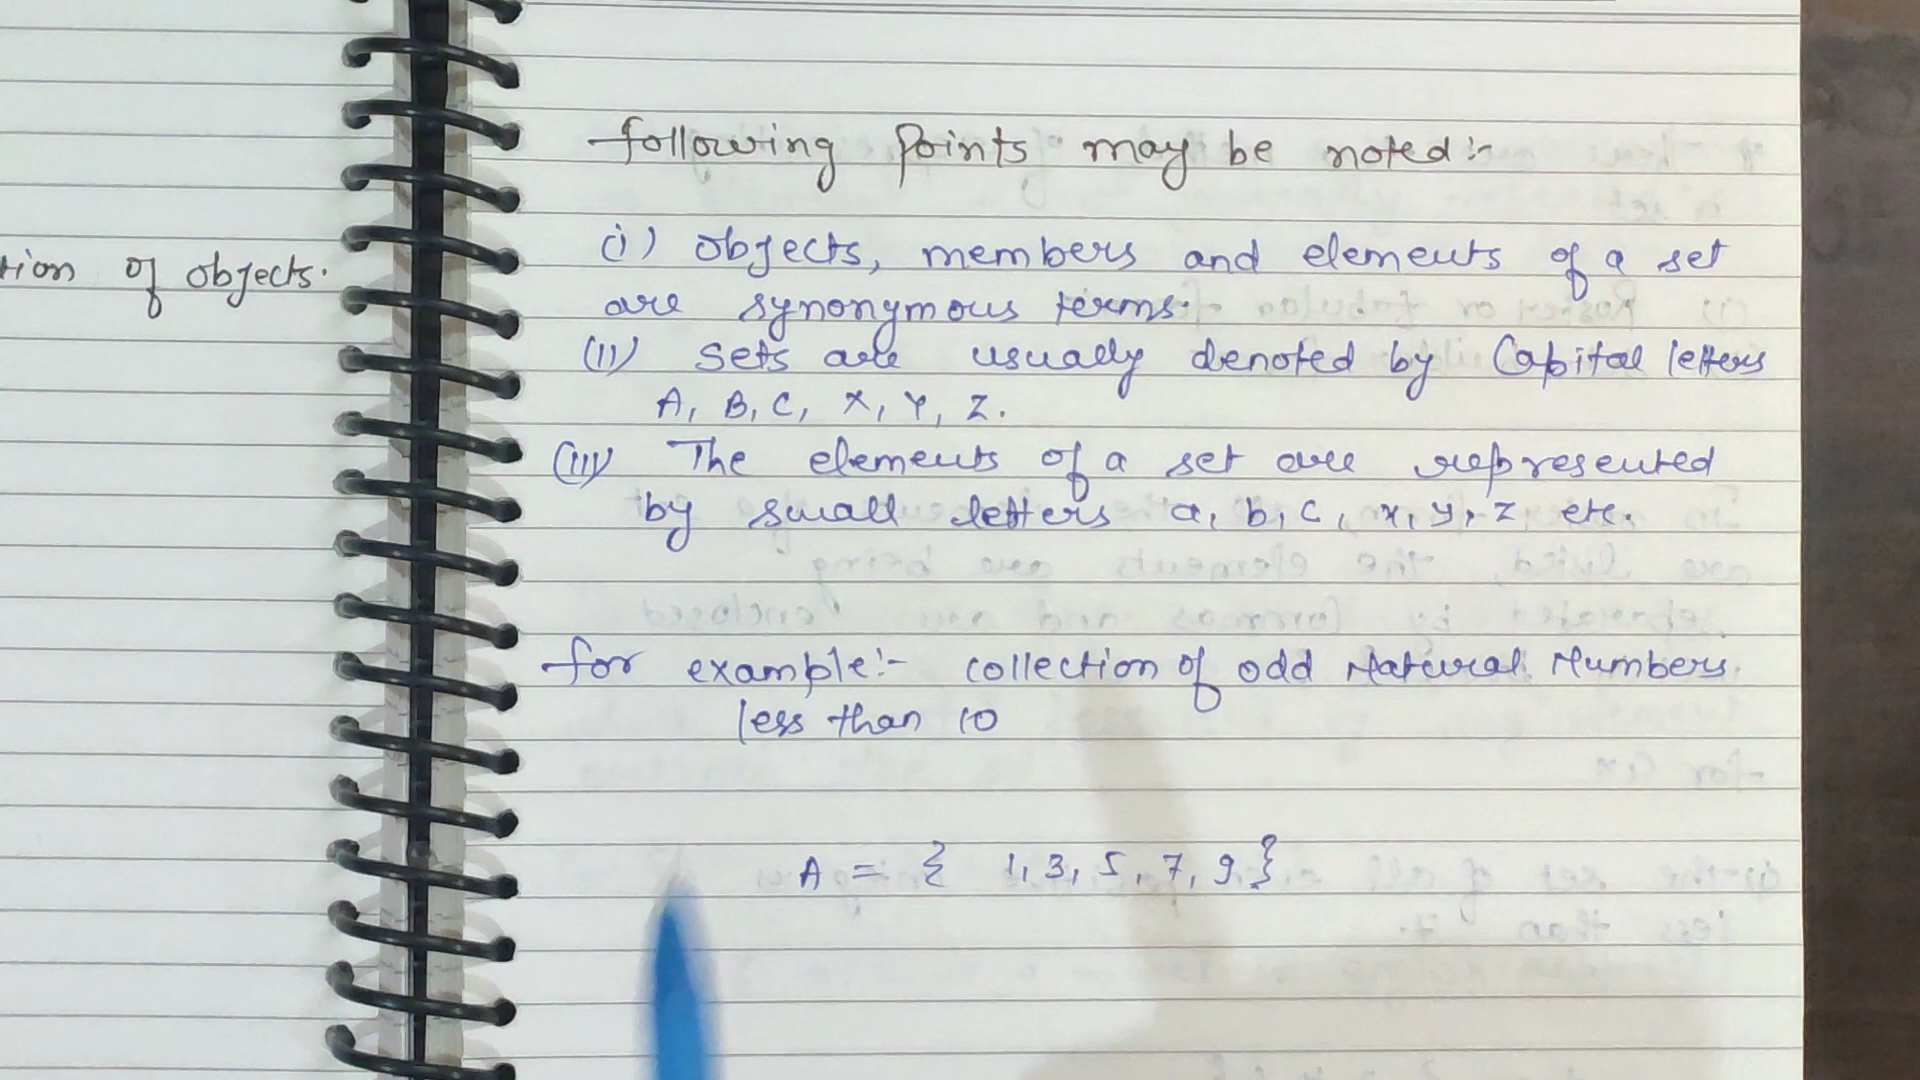 tion of objects.
following points may be noted:-
(i) objects, members and elements of a set
are synonymous terms.
(ii) sets are usually denoted by Capital letters
A, B, C, X, Y, Z.
(iii) The elements of a set are represented
by small letters a, b, c, x, y, z etc.
for example:- collection of odd Natural Numbers
less than 10
A = { 1, 3, 5, 7, 9 }